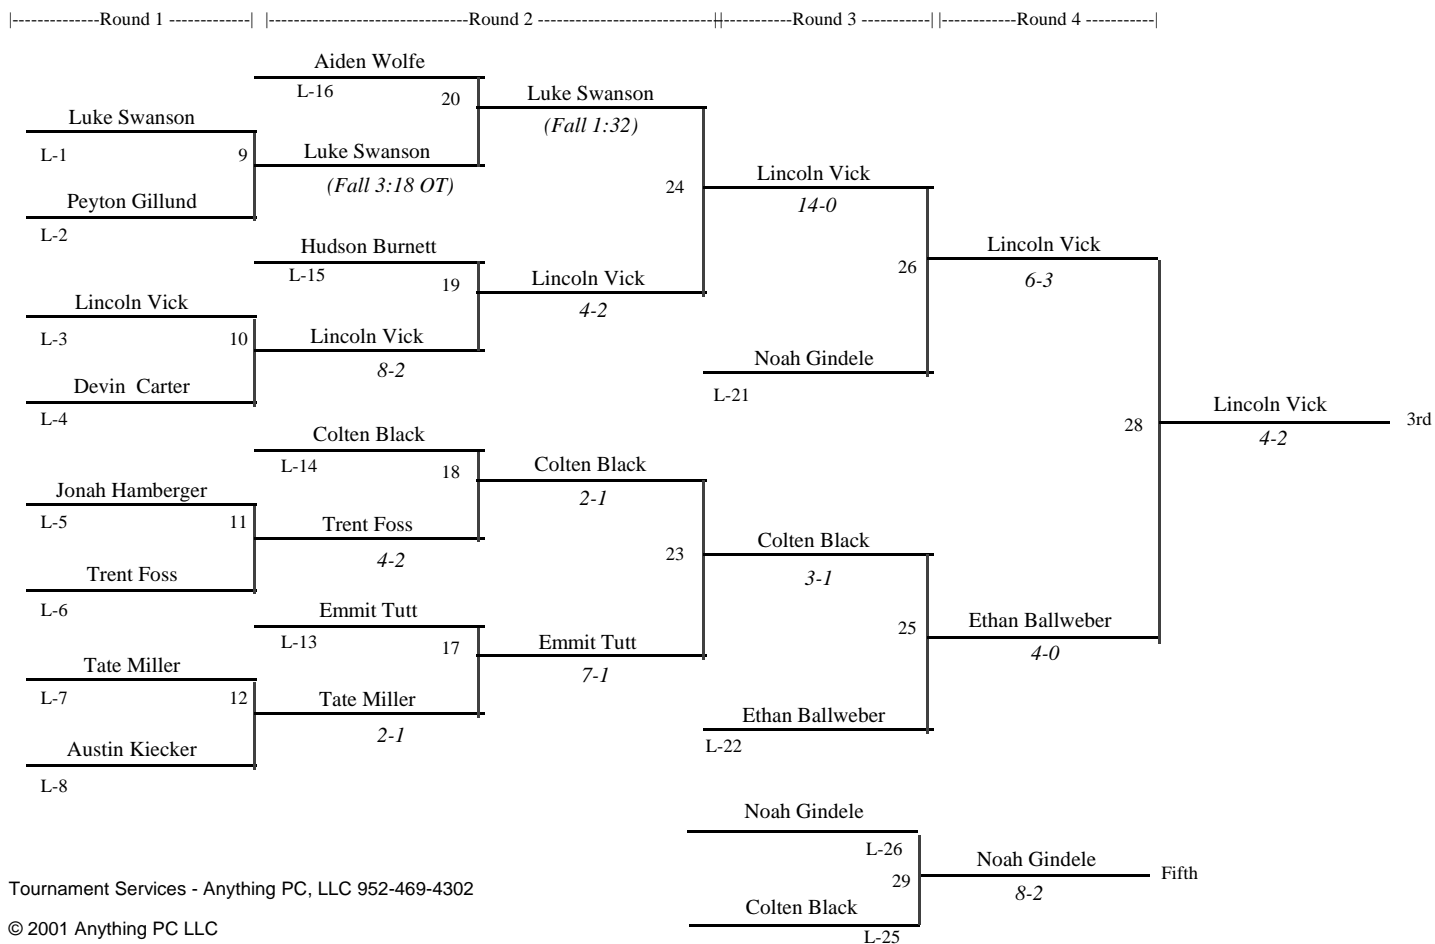 |-------------Round 1 -------------| |-----------------------------Round 2 --------------------------||-----------Round 3 -----------| |------------Round 4 -----------|
Aiden Wolfe
L-16
20
Luke Swanson
(Fall 1:32)
Luke Swanson
L-1
9
Luke Swanson
(Fall 3:18 OT)
Peyton Gillund
L-2
24
Lincoln Vick
14-0
Hudson Burnett
L-15
19
Lincoln Vick
4-2
Lincoln Vick
L-3
10
Lincoln Vick
8-2
Devin  Carter
L-4
26
Lincoln Vick
6-3
Noah Gindele
L-21
28
Lincoln Vick
4-2
3rd
Colten Black
L-14
18
Colten Black
2-1
Jonah Hamberger
L-5
11
Trent Foss
4-2
Trent Foss
L-6
23
Colten Black
3-1
Emmit Tutt
L-13
17
Emmit Tutt
7-1
Tate Miller
L-7
12
Tate Miller
2-1
Austin Kiecker
L-8
25
Ethan Ballweber
4-0
Ethan Ballweber
L-22
Noah Gindele
L-26
29
Noah Gindele
8-2
Fifth
Colten Black
L-25
Tournament Services - Anything PC, LLC 952-469-4302
© 2001 Anything PC LLC